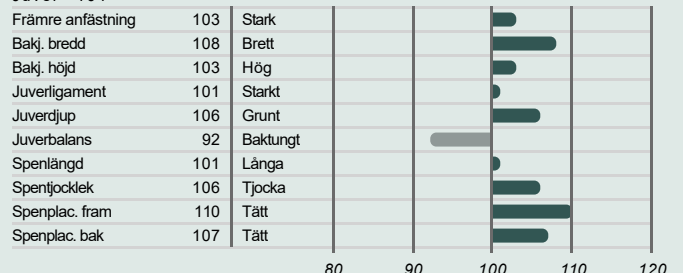 Främre anfästning 103 Stark
Bakj. bredd 108 Brett
Bakj. höjd 103 Hög
Juverligament 101 Starkt
Juverdjup 106 Grunt
Juverbalans 92 Baktungt
Spenlängd 101 Långa
Spentjocklek 106 Tjocka
Spenplac. fram 110 Tätt
Spenplac. bak 107 Tätt
80 90 100 110 120